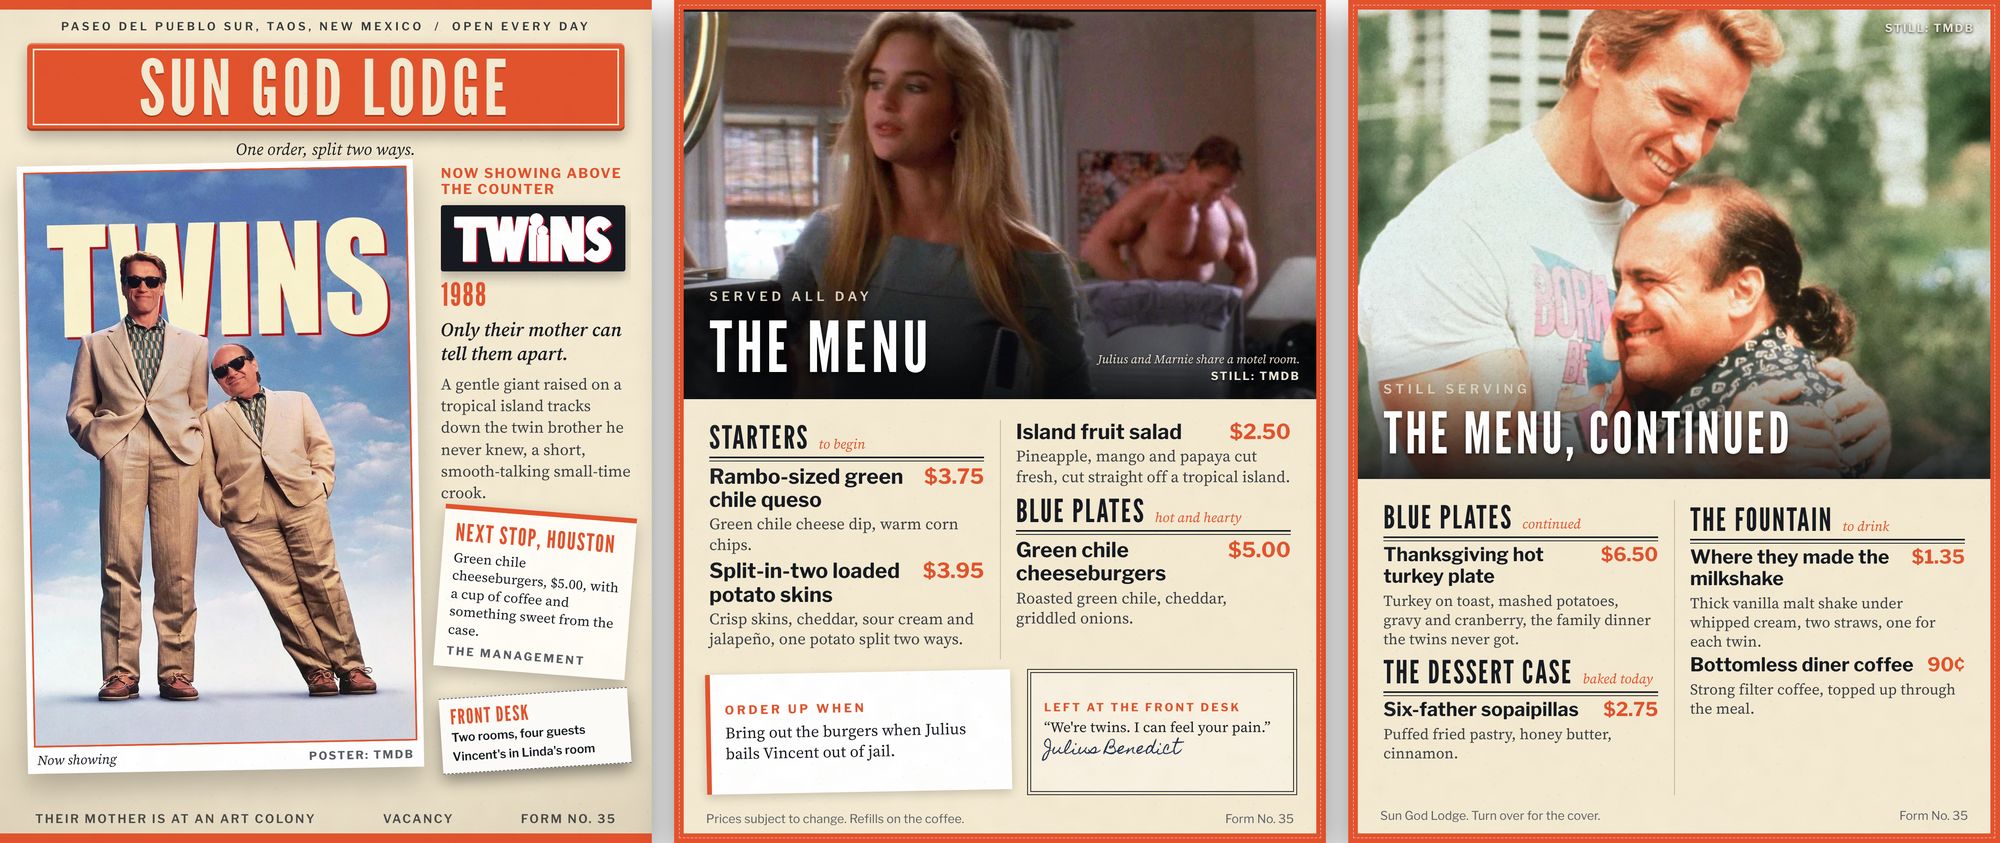 PASEO DEL PUEBLO SUR, TAOS, NEW MEXICO / OPEN EVERY DAY
SUN GOD LODGE
One order, split two ways.
TWINS
Now showing
POSTER: TMDB
NOW SHOWING ABOVE
THE COUNTER
TWiiNS
1988
Only their mother can
tell them apart.
A gentle giant raised on a
tropical island tracks
down the twin brother he
never knew, a short,
smooth-talking small-time
crook.
NEXT STOP, HOUSTON
Green chile
cheeseburgers, $5.00, with
a cup of coffee and
something sweet from the
case.
THE MANAGEMENT
FRONT DESK
Two rooms, four guests
Vincent's in Linda's room
THEIR MOTHER IS AT AN ART COLONY
VACANCY
FORM NO. 35
SERVED ALL DAY
THE MENU
Julius and Marnie share a motel room.
STILL: TMDB
STARTERS to begin
Rambo-sized green $3.75
chile queso
Green chile cheese dip, warm corn
chips.
Split-in-two loaded $3.95
potato skins
Crisp skins, cheddar, sour cream and
jalapeño, one potato split two ways.
Island fruit salad $2.50
Pineapple, mango and papaya cut
fresh, cut straight off a tropical island.
BLUE PLATES hot and hearty
Green chile $5.00
cheeseburgers
Roasted green chile, cheddar,
griddled onions.
ORDER UP WHEN
Bring out the burgers when Julius
bails Vincent out of jail.
LEFT AT THE FRONT DESK
“We're twins. I can feel your pain.”
Julius Benedict
Prices subject to change. Refills on the coffee.
Form No. 35
STILL: TMDB
BORN
BE
STILL SERVING
THE MENU, CONTINUED
BLUE PLATES continued
Thanksgiving hot $6.50
turkey plate
Turkey on toast, mashed potatoes,
gravy and cranberry, the family dinner
the twins never got.
THE DESSERT CASE baked today
Six-father sopaipillas $2.75
Puffed fried pastry, honey butter,
cinnamon.
THE FOUNTAIN to drink
Where they made the $1.35
milkshake
Thick vanilla malt shake under
whipped cream, two straws, one for
each twin.
Bottomless diner coffee 90¢
Strong filter coffee, topped up through
the meal.
Sun God Lodge. Turn over for the cover.
Form No. 35